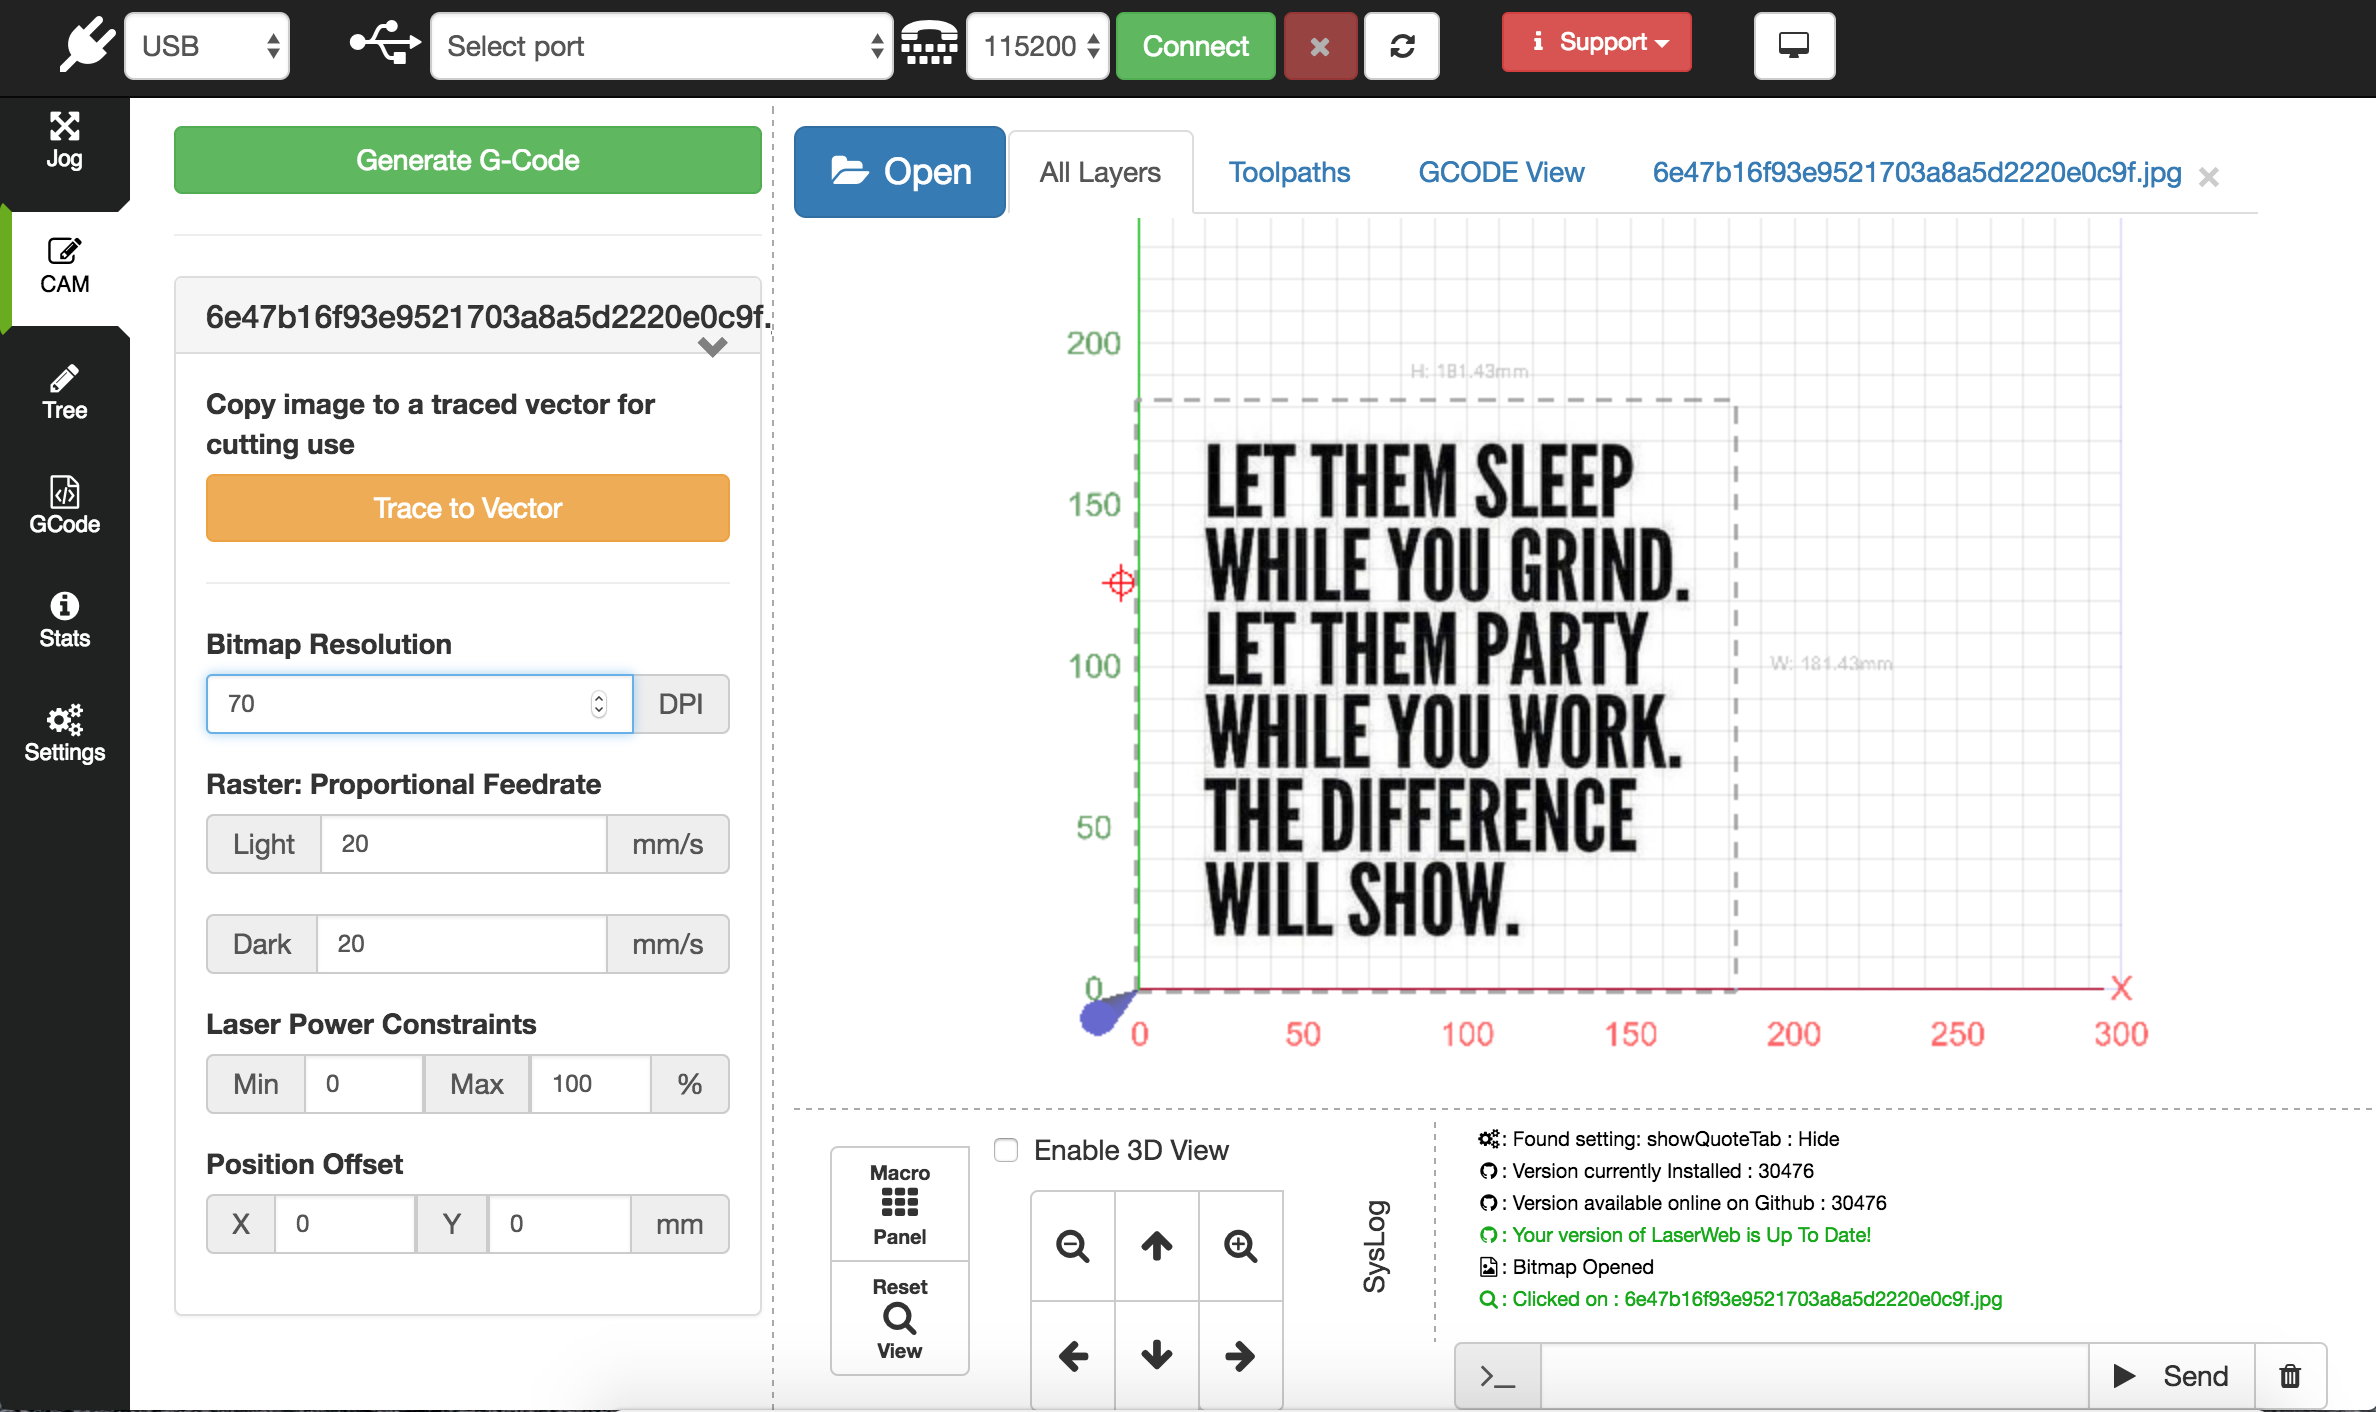 USB
Select port
115200
Connect
Support
Jog
CAM
Tree
GCode
Stats
Settings
Generate G-Code
6e47b16f93e9521703a8a5d2220e0c9f.
Copy image to a traced vector for
cutting use
Trace to Vector
Bitmap Resolution
70 DPI
Raster: Proportional Feedrate
Light 20 mm/s
Dark 20 mm/s
Laser Power Constraints
Min 0 Max 100 %
Position Offset
X 0 Y 0 mm
Open
All Layers
Toolpaths
GCODE View
6e47b16f93e9521703a8a5d2220e0c9f.jpg
200
150
100
50
0
H: 181.43mm
W: 181.43mm
LET THEM SLEEP
WHILE YOU GRIND.
LET THEM PARTY
WHILE YOU WORK.
THE DIFFERENCE
WILL SHOW.
X
0 50 100 150 200 250 300
Macro
Panel
Reset
View
Enable 3D View
SysLog
: Found setting: showQuoteTab : Hide
: Version currently Installed : 30476
: Version available online on Github : 30476
: Your version of LaserWeb is Up To Date!
: Bitmap Opened
: Clicked on : 6e47b16f93e9521703a8a5d2220e0c9f.jpg
>_
Send